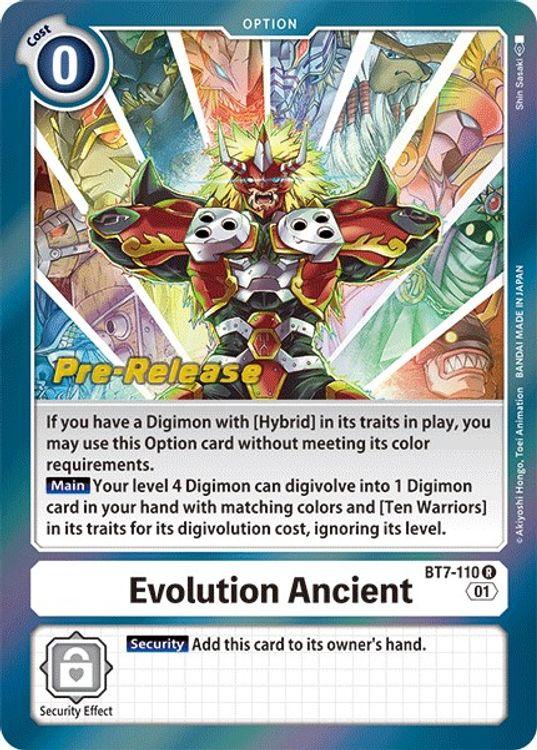 OPTION
Cost
0
Shin Sasaki
Pre-Release
If you have a Digimon with [Hybrid] in its traits in play, you
may use this Option card without meeting its color
requirements.
Main Your level 4 Digimon can digivolve into 1 Digimon
card in your hand with matching colors and [Ten Warriors]
in its traits for its digivolution cost, ignoring its level.
© Akiyoshi Hongo, Toei Animation BANDAI MADE IN JAPAN
BT7-110 R
Evolution Ancient
01
Security Add this card to its owner's hand.
Security Effect